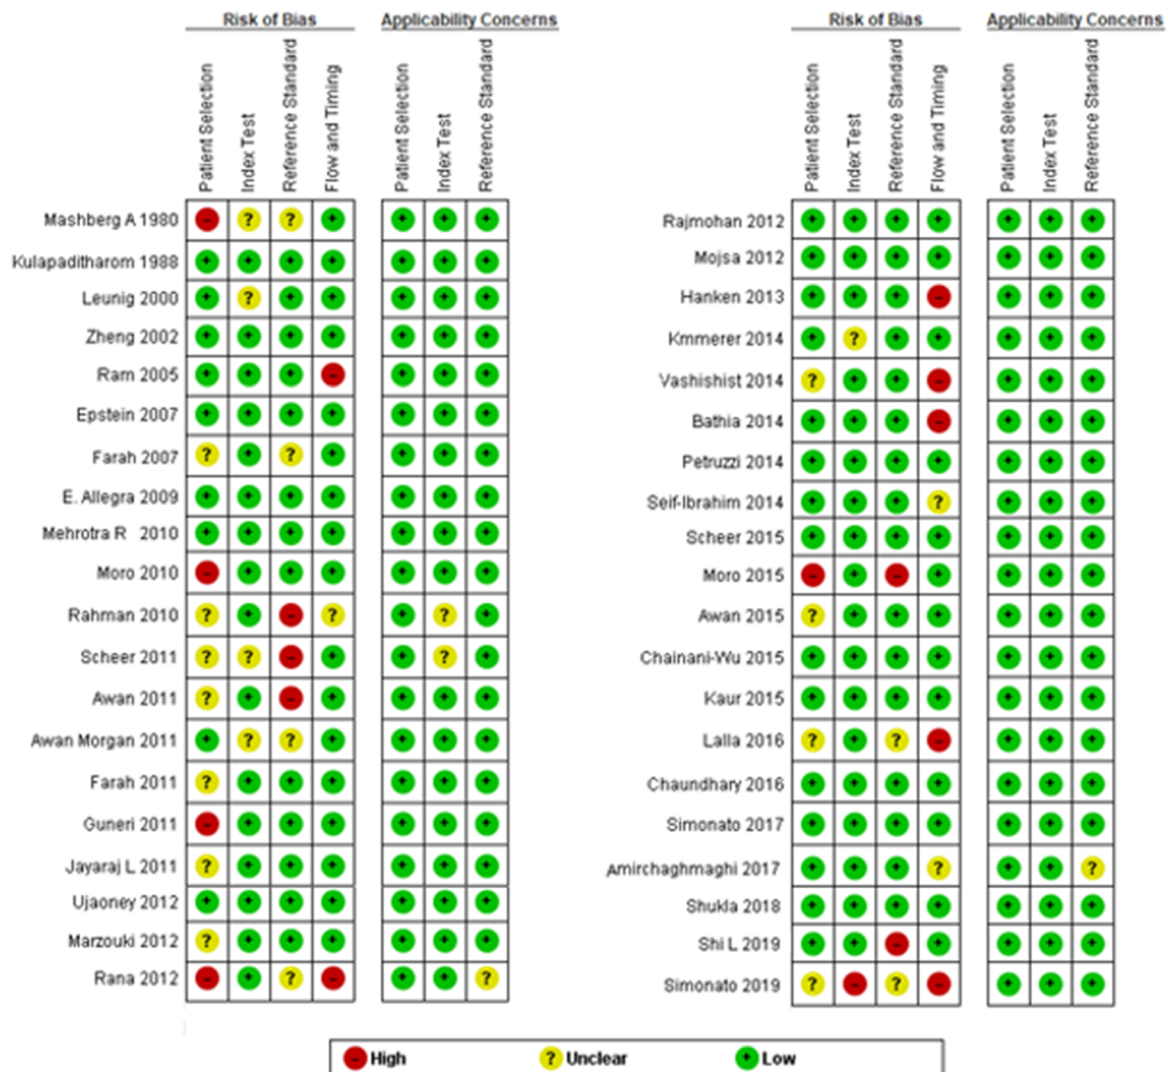 Risk of Bias Applicability Concerns
Patient Selection
Index Test
Reference Standard
Flow and Timing
Patient Selection
Index Test
Reference Standard
Mashberg A 1980 - ? ? + + + +
Kulapaditharom 1988 + + + + + + +
Leunig 2000 + ? + + + + +
Zheng 2002 + + + + + + +
Ram 2005 + + + - + + +
Epstein 2007 + + + + + + +
Farah 2007 ? + ? + + + +
E. Allegra 2009 + + + + + + +
Mehrotra R 2010 + + + + + + +
Moro 2010 - + + + + + +
Rahman 2010 ? + - ? + ? +
Scheer 2011 ? ? - + + ? +
Awan 2011 ? + - + + + +
Awan Morgan 2011 + ? ? + + + +
Farah 2011 ? + + + + + +
Guneri 2011 - + + + + + +
Jayaraj L 2011 ? + + + + + +
Ujaoney 2012 + + + + + + +
Marzouki 2012 ? + + + + + +
Rana 2012 - + ? - + + ?
Risk of Bias Applicability Concerns
Patient Selection
Index Test
Reference Standard
Flow and Timing
Patient Selection
Index Test
Reference Standard
Rajmohan 2012 + + + + + + +
Mojsa 2012 + + + + + + +
Hanken 2013 + + + - + + +
Kmmerer 2014 + ? + + + + +
Vashishist 2014 ? + + - + + +
Bathia 2014 + + + - + + +
Petruzzi 2014 + + + + + + +
Seif-Ibrahim 2014 + + + ? + + +
Scheer 2015 + + + + + + +
Moro 2015 - + - + + + +
Awan 2015 ? + + + + + +
Chainani-Wu 2015 + + + + + + +
Kaur 2015 + + + + + + +
Lalla 2016 ? + ? - + + +
Chaundhary 2016 + + + + + + +
Simonato 2017 + + + + + + +
Amirchaghmaghi 2017 + + + ? + + ?
Shukla 2018 + + + + + + +
Shi L 2019 + + - + + + +
Simonato 2019 ? - ? - + + +
- High ? Unclear + Low